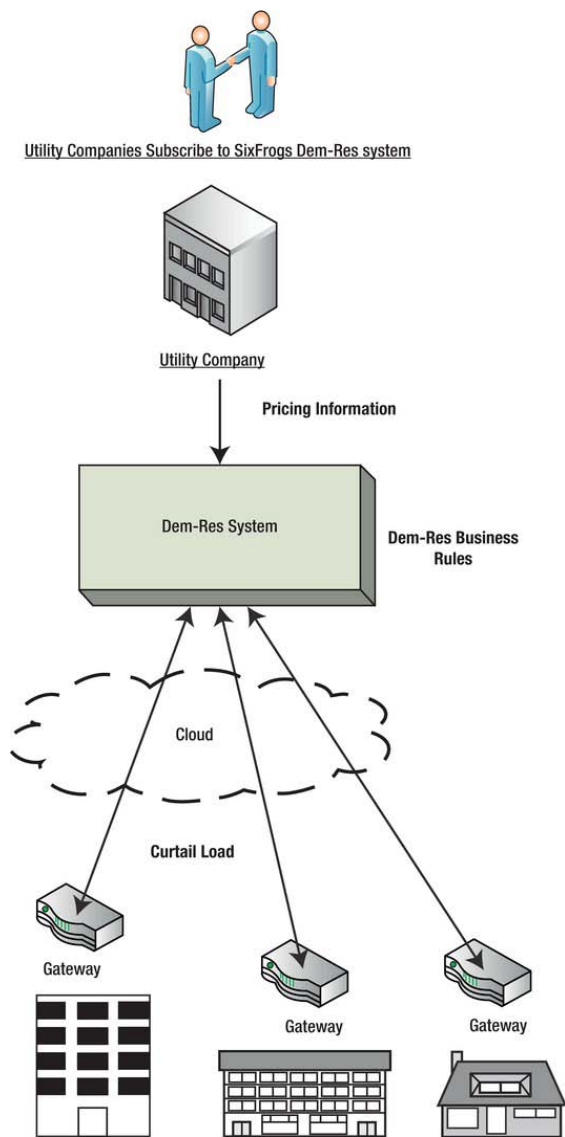 Utility Companies Subscribe to SixFrogs Dem-Res system
Utility Company
Pricing Information
Dem-Res System
Dem-Res Business
Rules
Cloud
Curtail Load
Gateway
Gateway
Gateway